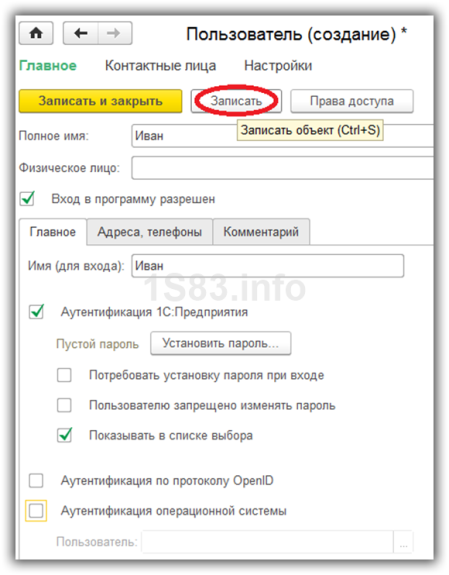 Пользователь (создание) *
Главное Контактные лица Настройки
Записать и закрыть Записать Права доступа
Записать объект (Ctrl+S)
Полное имя: Иван
Физическое лицо:
Вход в программу разрешен
Главное Адреса, телефоны Комментарий
Имя (для входа): Иван
1S83.info
Аутентификация 1С:Предприятия
Пустой пароль Установить пароль...
Потребовать установку пароля при входе
Пользователю запрещено изменять пароль
Показывать в списке выбора
Аутентификация по протоколу OpenID
Аутентификация операционной системы
Пользователь: ...